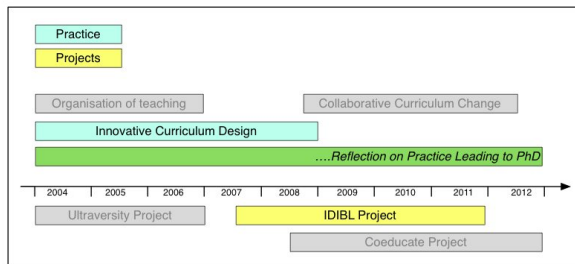 Practice
Projects
Organisation of teaching
Collaborative Curriculum Change
Innovative Curriculum Design
....Reflection on Practice Leading to PhD
2004 2005 2006 2007 2008 2009 2010 2011 2012
Ultraversity Project
IDIBL Project
Coeducate Project